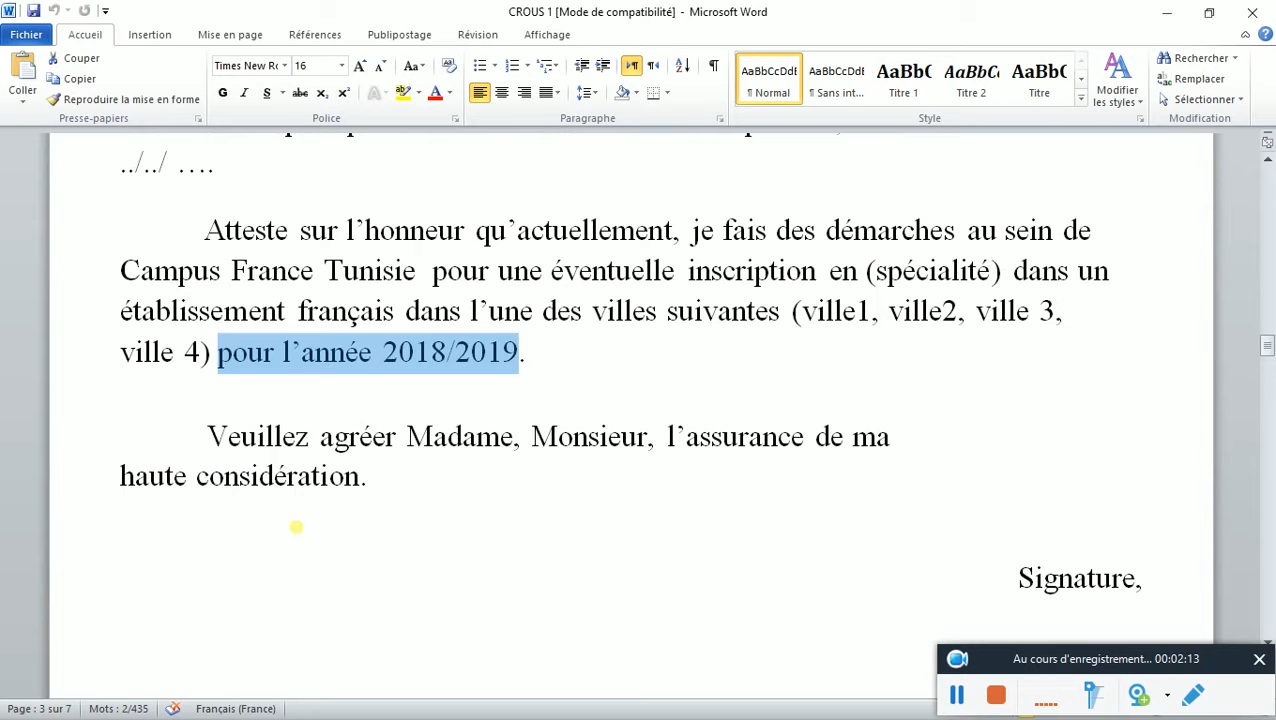 CROUS 1 [Mode de compatibilité] - Microsoft Word
Fichier Accueil Insertion Mise en page Références Publipostage Révision Affichage
Coller
Couper
Copier
Reproduire la mise en forme
Presse-papiers
Times New Ro 16
Police
Paragraphe
AaBbCcDdE AaBbCcDdE AaBbC AaBbCc AaBbC
¶ Normal ¶ Sans int... Titre 1 Titre 2 Titre
Modifier les styles
Style
Rechercher
Remplacer
Sélectionner
Modification
../../ ….
Atteste sur l’honneur qu’actuellement, je fais des démarches au sein de
Campus France Tunisie pour une éventuelle inscription en (spécialité) dans un
établissement français dans l’une des villes suivantes (ville1, ville2, ville 3,
ville 4) pour l’année 2018/2019.
Veuillez agréer Madame, Monsieur, l’assurance de ma
haute considération.
Signature,
Au cours d'enregistrement... 00:02:13
Page : 3 sur 7 Mots : 2/435 Français (France)